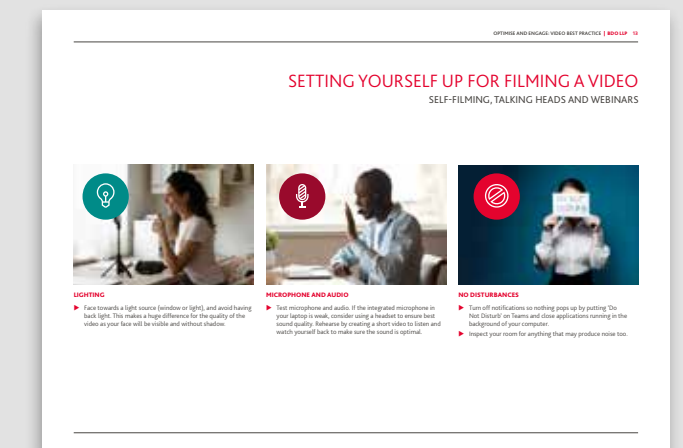 OPTIMISE AND ENGAGE: VIDEO BEST PRACTICE | BDO LLP 13
SETTING YOURSELF UP FOR FILMING A VIDEO
SELF-FILMING, TALKING HEADS AND WEBINARS
LIGHTING
Face towards a light source (window or light), and avoid having
back light. This makes a huge difference for the quality of the
video as your face will be visible and without shadow.
MICROPHONE AND AUDIO
Test microphone and audio. If the integrated microphone in
your laptop is weak, consider using a headset to ensure best
sound quality. Rehearse by creating a short video to listen and
watch yourself back to make sure the sound is optimal.
NO DISTURBANCES
Turn off notifications so nothing pops up by putting 'Do
Not Disturb' on Teams and close applications running in the
background of your computer.
Inspect your room for anything that may produce noise too.